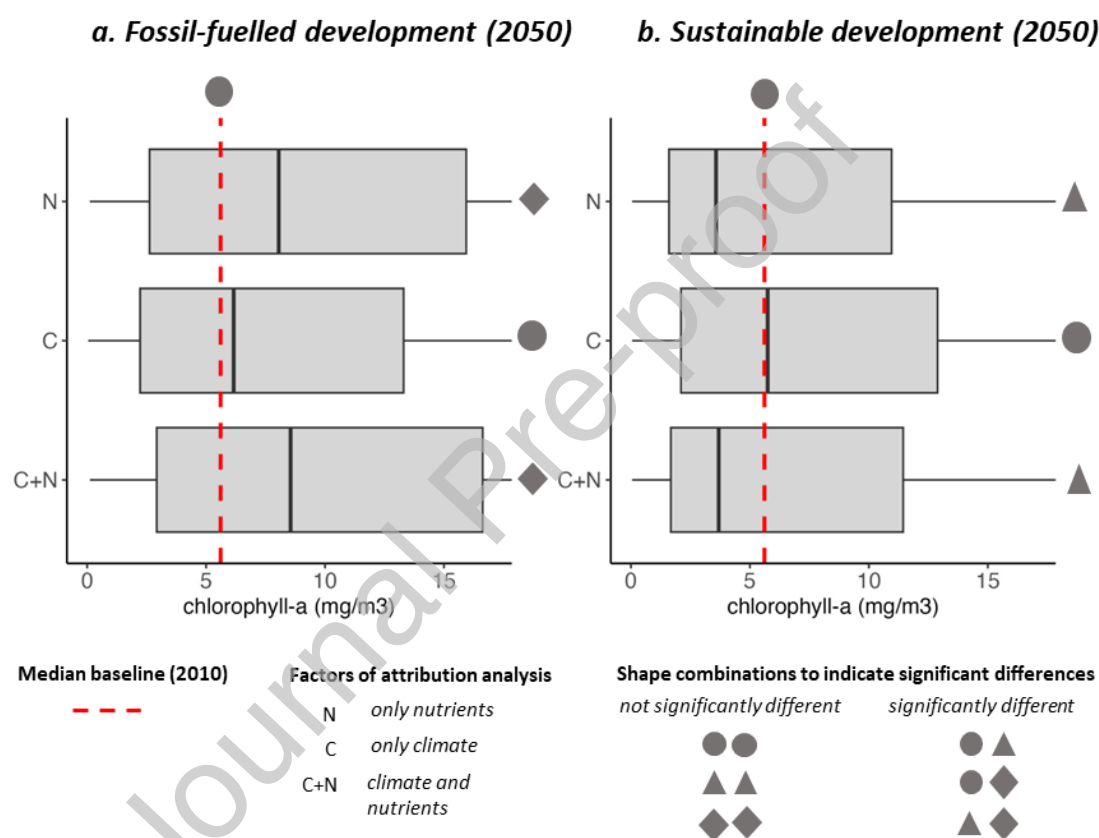 a. Fossil-fuelled development (2050)
b. Sustainable development (2050)
N
C
C+N
0 5 10 15
chlorophyll-a (mg/m3)
N
C
C+N
0 5 10 15
chlorophyll-a (mg/m3)
Median baseline (2010)
Factors of attribution analysis
N only nutrients
C only climate
C+N climate and
nutrients
Shape combinations to indicate significant differences
not significantly different significantly different
Journal Pre-proof